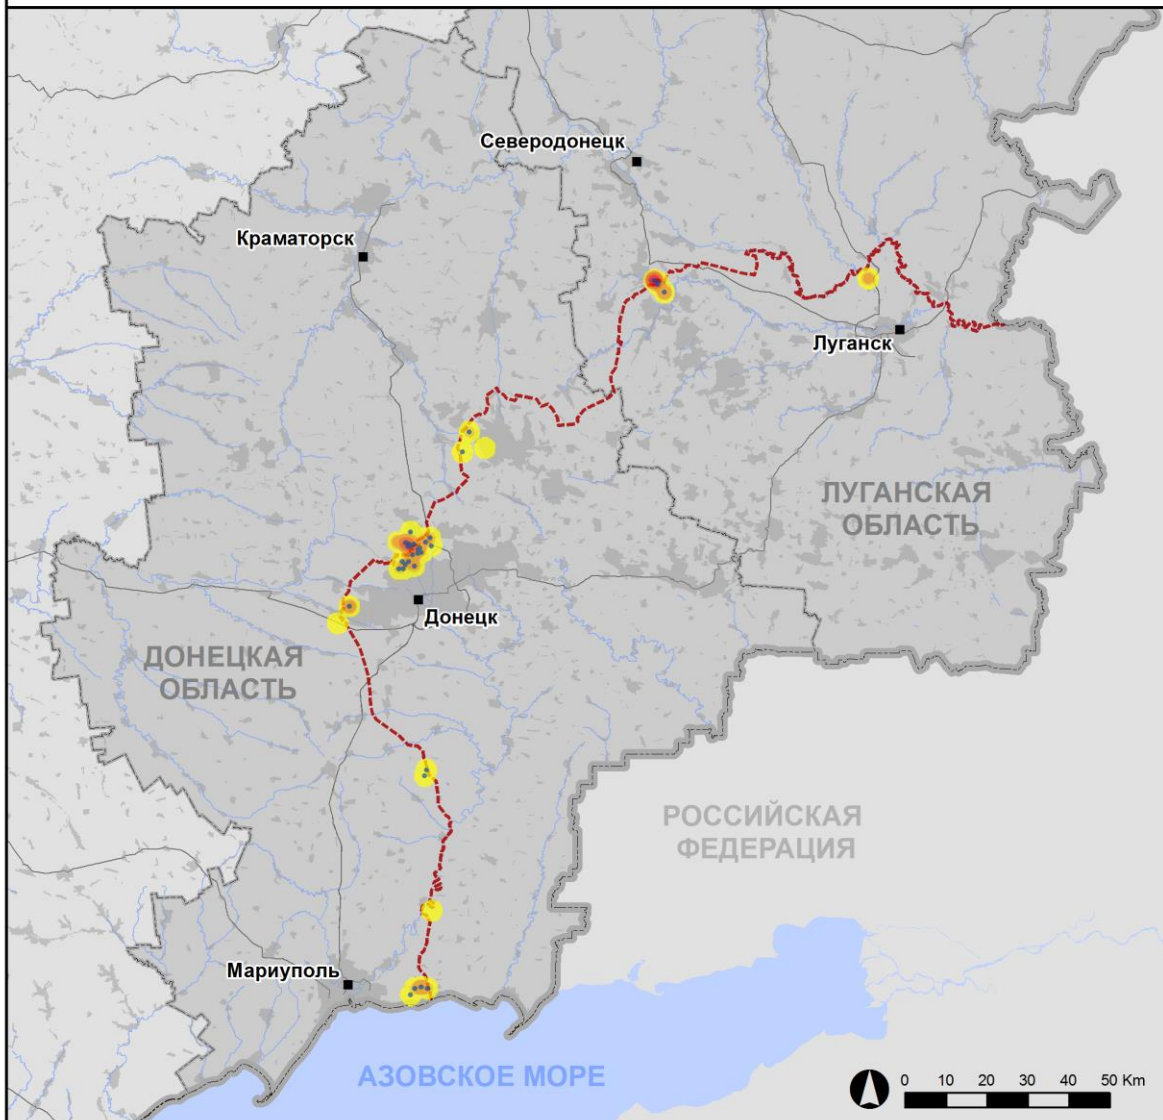 Северодонецк
Краматорск
Луганск
ЛУГАНСКАЯ
ОБЛАСТЬ
Донецк
ДОНЕЦКАЯ
ОБЛАСТЬ
РОССИЙСКАЯ
ФЕДЕРАЦИЯ
Мариуполь
АЗОВСКОЕ МОРЕ
0 10 20 30 40 50 Km